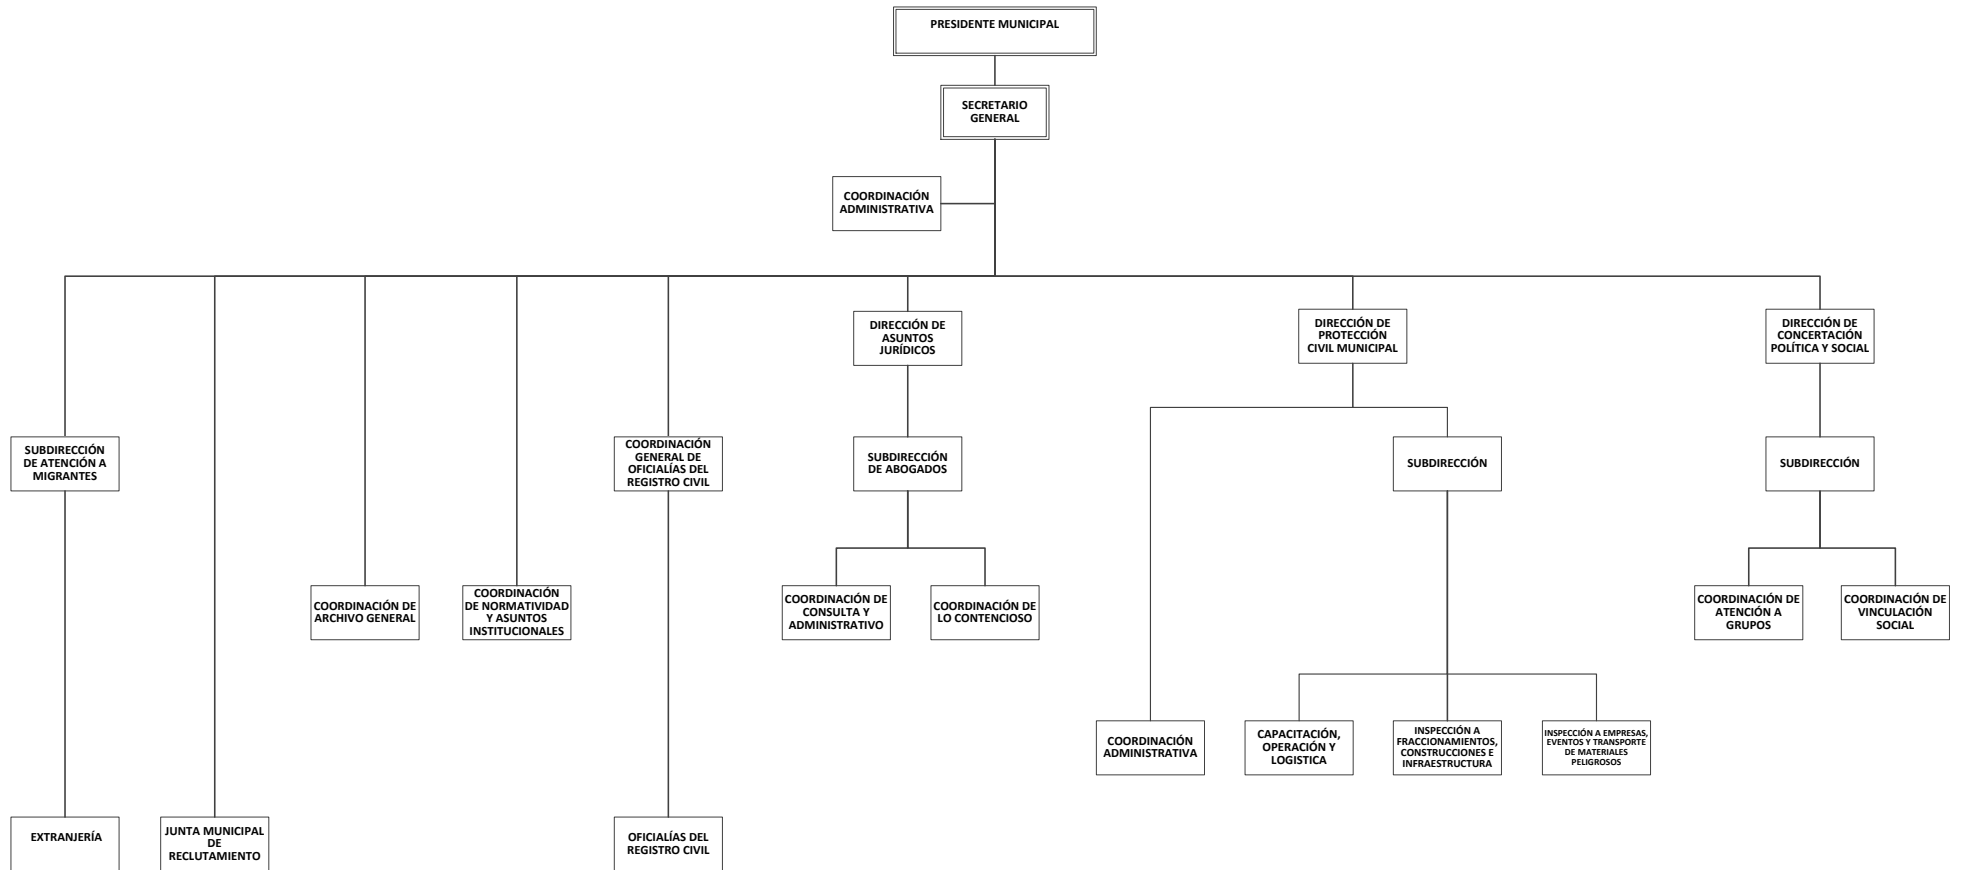 PRESIDENTE MUNICIPAL
SECRETARIO
GENERAL
COORDINACIÓN
ADMINISTRATIVA
DIRECCIÓN DE
ASUNTOS
JURÍDICOS
DIRECCIÓN DE
PROTECCIÓN
CIVIL MUNICIPAL
DIRECCIÓN DE
CONCERTACIÓN
POLÍTICA Y SOCIAL
SUBDIRECCIÓN
DE ATENCIÓN A
MIGRANTES
COORDINACIÓN
GENERAL DE
OFICIALÍAS DEL
REGISTRO CIVIL
SUBDIRECCIÓN
DE ABOGADOS
SUBDIRECCIÓN
SUBDIRECCIÓN
COORDINACIÓN DE
ARCHIVO GENERAL
COORDINACIÓN
DE NORMATIVIDAD
Y ASUNTOS
INSTITUCIONALES
COORDINACIÓN DE
CONSULTA Y
ADMINISTRATIVO
COORDINACIÓN DE
LO CONTENCIOSO
COORDINACIÓN DE
ATENCIÓN A
GRUPOS
COORDINACIÓN DE
VINCULACIÓN
SOCIAL
COORDINACIÓN
ADMINISTRATIVA
CAPACITACIÓN,
OPERACIÓN Y
LOGISTICA
INSPECCIÓN A
FRACCIONAMIENTOS,
CONSTRUCCIONES E
INFRAESTRUCTURA
INSPECCIÓN A EMPRESAS,
EVENTOS Y TRANSPORTE
DE MATERIALES
PELIGROSOS
EXTRANJERÍA
JUNTA MUNICIPAL
DE
RECLUTAMIENTO
OFICIALÍAS DEL
REGISTRO CIVIL